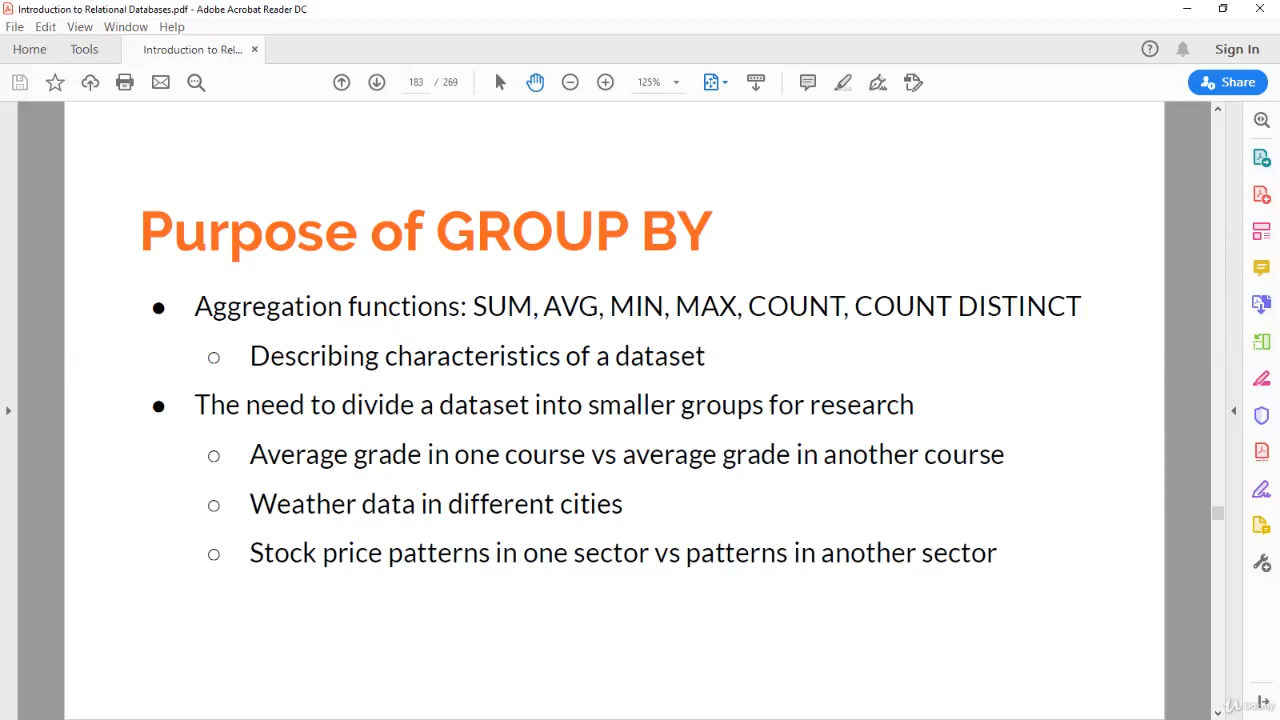 Introduction to Relational Databases.pdf - Adobe Acrobat Reader DC
File Edit View Window Help
Home Tools Introduction to Rel... × Sign In
183 / 269 125% Share
Purpose of GROUP BY
● Aggregation functions: SUM, AVG, MIN, MAX, COUNT, COUNT DISTINCT
○ Describing characteristics of a dataset
● The need to divide a dataset into smaller groups for research
○ Average grade in one course vs average grade in another course
○ Weather data in different cities
○ Stock price patterns in one sector vs patterns in another sector
Udemy